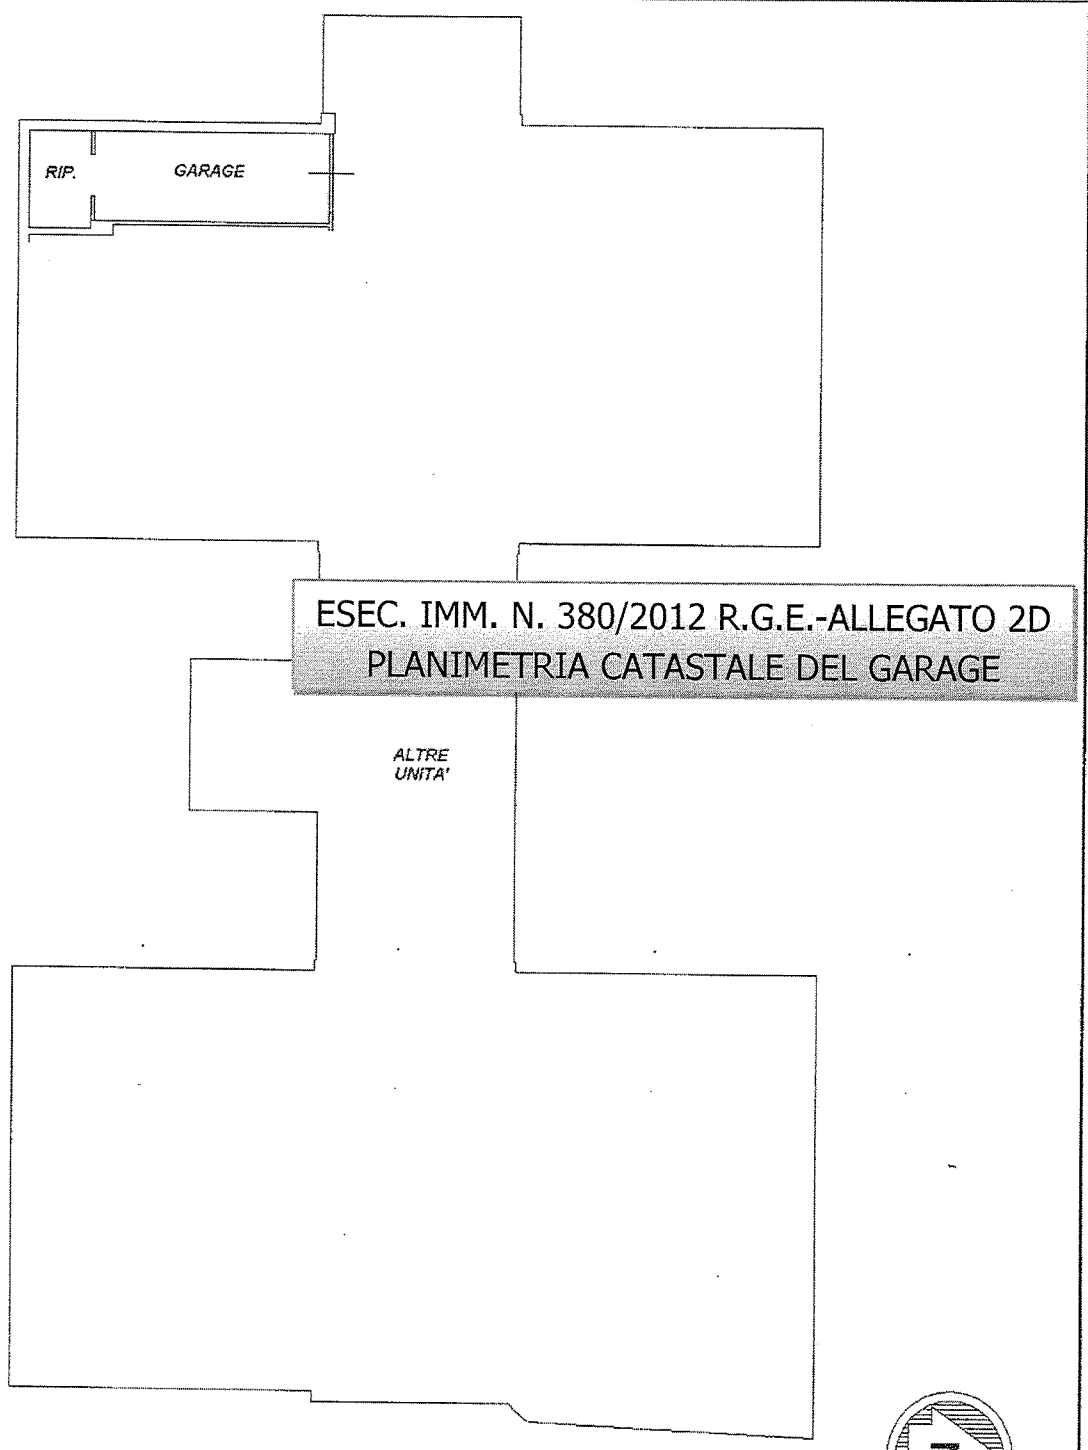 RIP.
GARAGE
ESEC. IMM. N. 380/2012 R.G.E.-ALLEGATO 2D
PLANIMETRIA CATASTALE DEL GARAGE
ALTRE
UNITA'